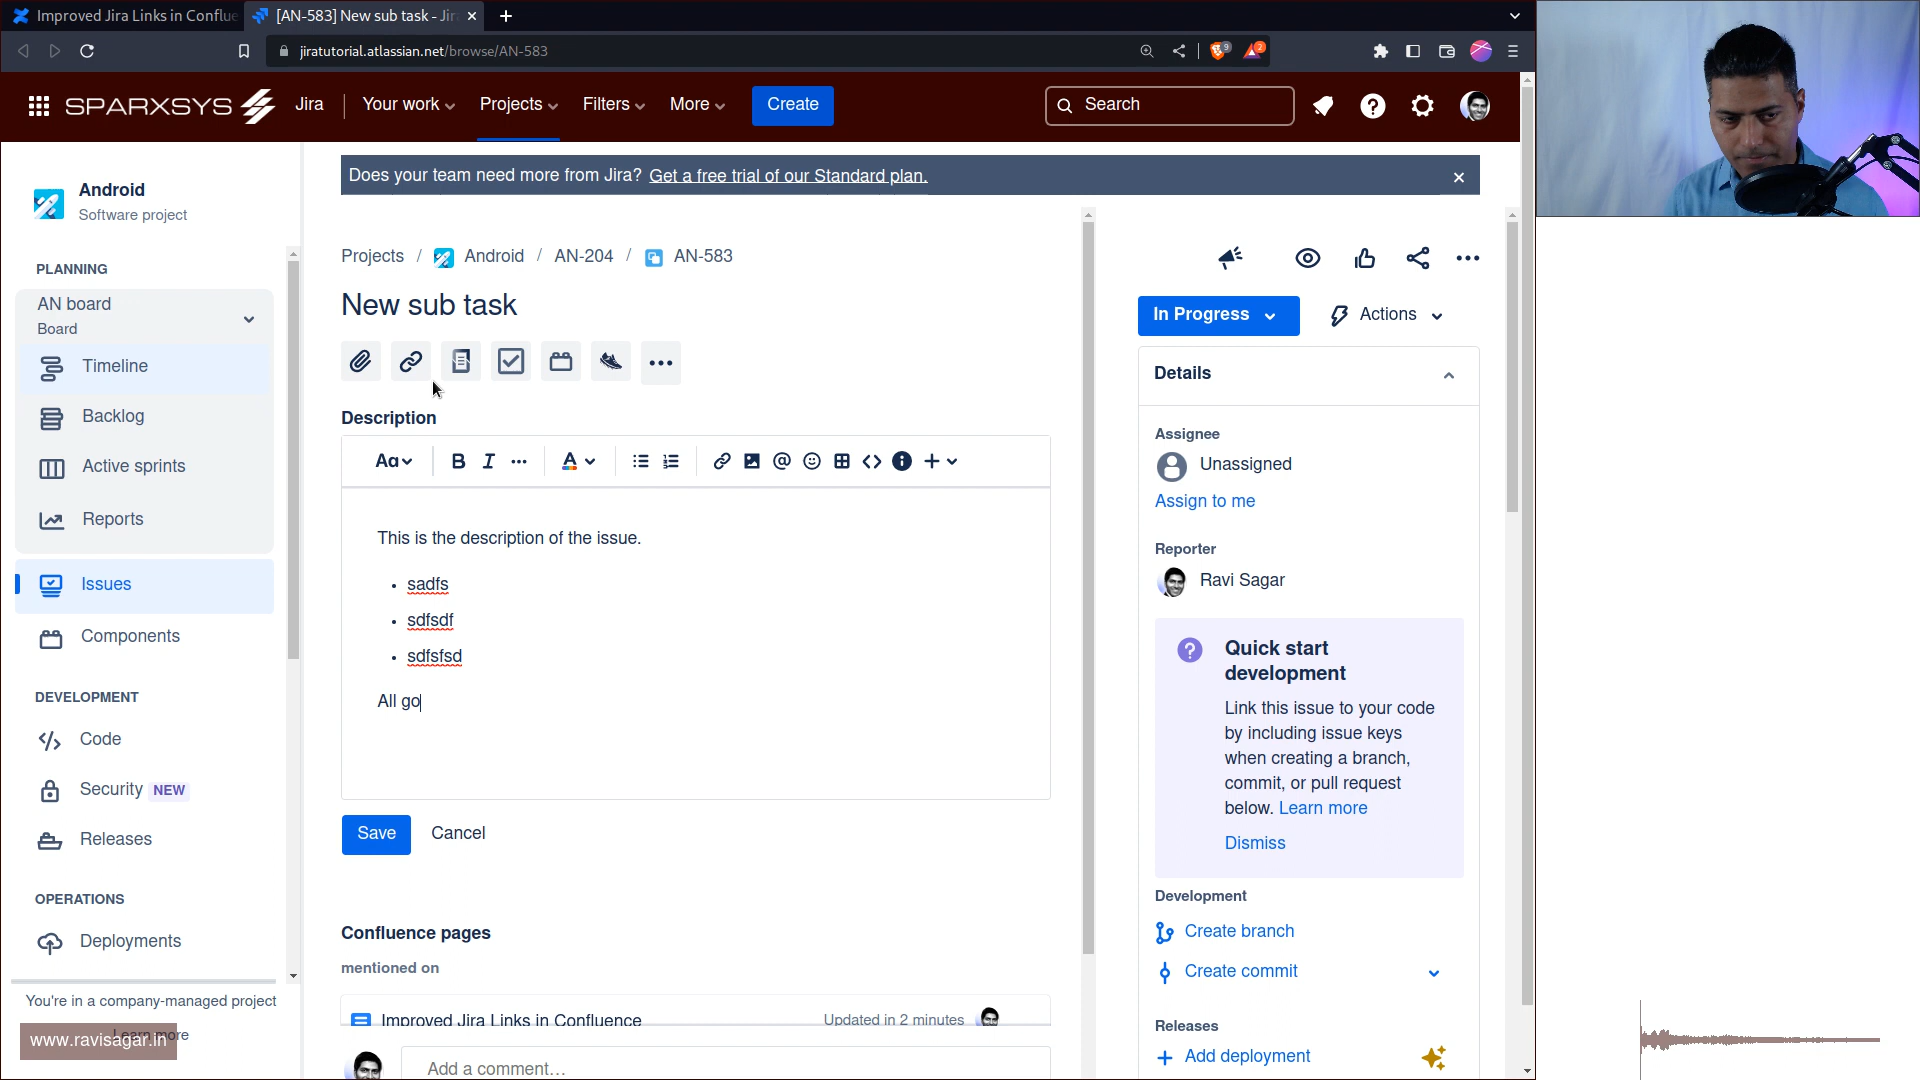 Improved Jira Links in Conflue
[AN-583] New sub task - Jir
jiratutorial.atlassian.net/browse/AN-583
9
2
SPARXSYS
Jira
Your work
Projects
Filters
More
Create
Search
Android
Software project
Does your team need more from Jira? Get a free trial of our Standard plan.
PLANNING
AN board
Board
Timeline
Backlog
Active sprints
Reports
Issues
Components
DEVELOPMENT
Code
Security NEW
Releases
OPERATIONS
Deployments
You're in a company-managed project
Learn more
www.ravisagar.in
Projects / Android / AN-204 / AN-583
New sub task
Description
Aa
B I A
This is the description of the issue.
• sadfs
• sdfsdf
• sdfsfsd
All go
Save
Cancel
Confluence pages
mentioned on
Improved Jira Links in Confluence
Updated in 2 minutes
Add a comment…
In Progress
Actions
Details
Assignee
Unassigned
Assign to me
Reporter
Ravi Sagar
Quick start
development
Link this issue to your code
by including issue keys
when creating a branch,
commit, or pull request
below. Learn more
Dismiss
Development
Create branch
Create commit
Releases
Add deployment